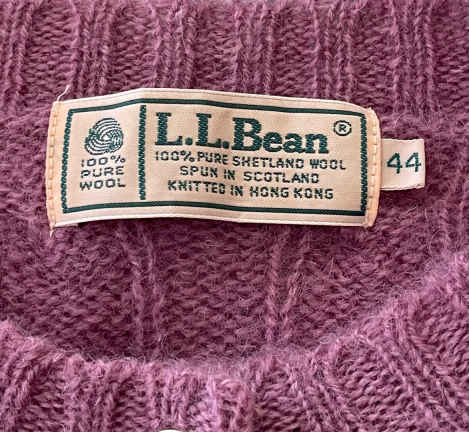 100%
PURE
WOOL
L.L.Bean®
100% PURE SHETLAND WOOL
SPUN IN SCOTLAND
KNITTED IN HONG KONG
44